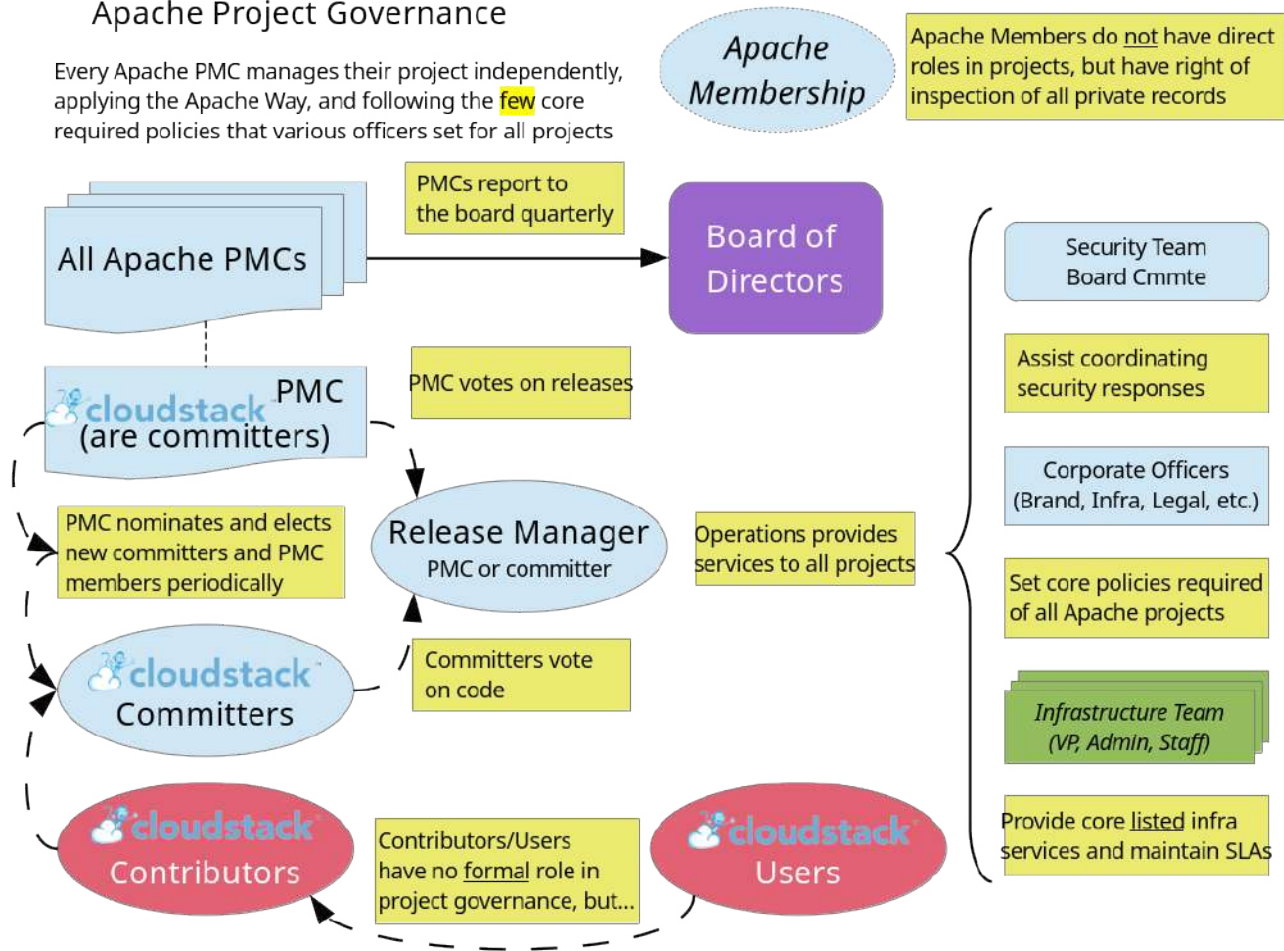 Apache Project Governance
Every Apache PMC manages their project independently,
applying the Apache Way, and following the few core
required policies that various officers set for all projects
Apache
Membership
Apache Members do not have direct
roles in projects, but have right of
inspection of all private records
All Apache PMCs
PMCs report to
the board quarterly
Board of
Directors
cloudstack™ PMC
(are committers)
PMC votes on releases
PMC nominates and elects
new committers and PMC
members periodically
Release Manager
PMC or committer
Operations provides
services to all projects
cloudstack™
Committers
Committers vote
on code
cloudstack™
Contributors
Contributors/Users
have no formal role in
project governance, but...
cloudstack™
Users
Security Team
Board Cmmte
Assist coordinating
security responses
Corporate Officers
(Brand, Infra, Legal, etc.)
Set core policies required
of all Apache projects
Infrastructure Team
(VP, Admin, Staff)
Provide core listed infra
services and maintain SLAs